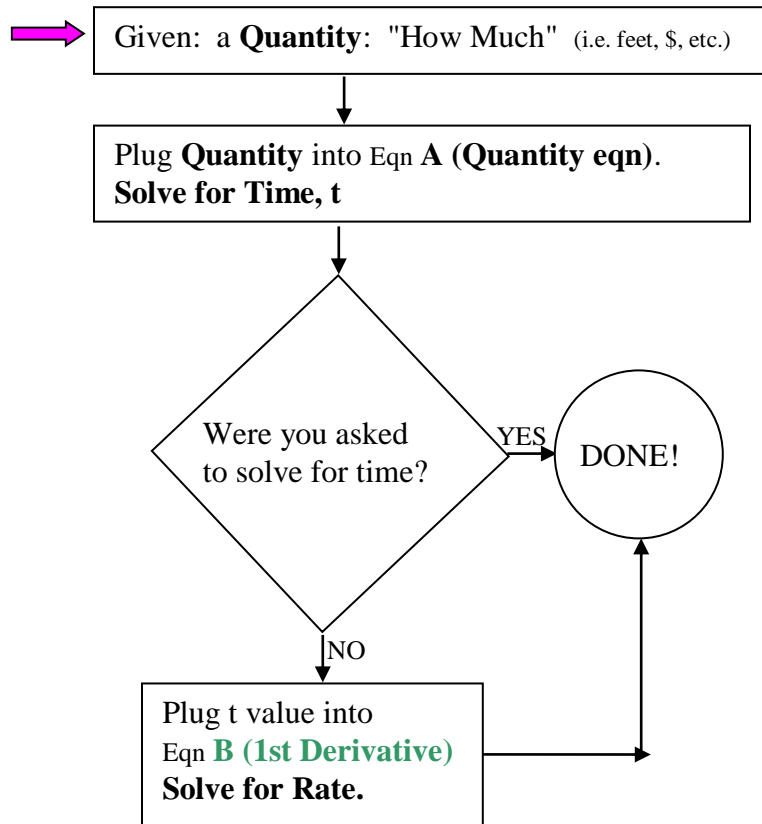 Given: a Quantity: "How Much" (i.e. feet, $, etc.)
Plug Quantity into Eqn A (Quantity eqn).
Solve for Time, t
Were you asked
to solve for time?
YES
DONE!
NO
Plug t value into
Eqn B (1st Derivative)
Solve for Rate.